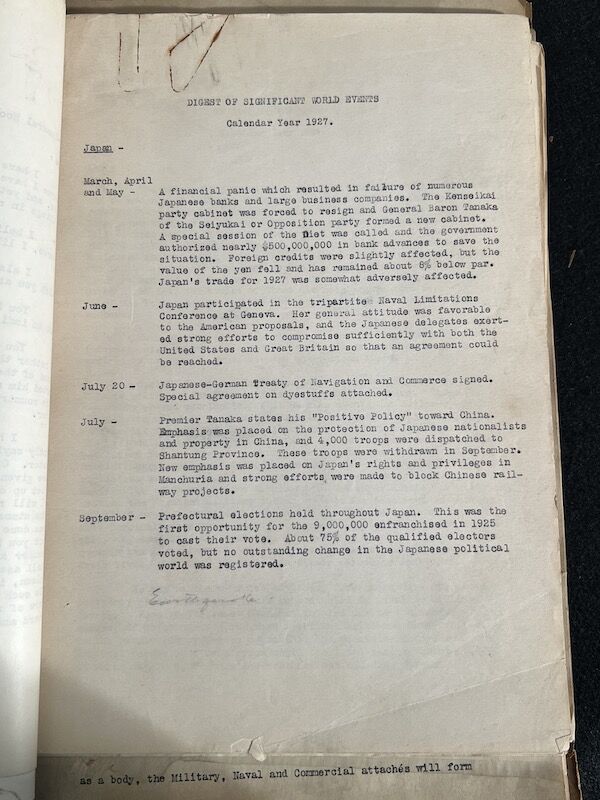 DIGEST OF SIGNIFICANT WORLD EVENTS
Calendar Year 1927.
Japan -
March, April
and May - A financial panic which resulted in failure of numerous
Japanese banks and large business companies. The Kenseikai
party cabinet was forced to resign and General Baron Tanaka
of the Seiyukai or Opposition party formed a new cabinet.
A special session of the Diet was called and the government
authorized nearly $500,000,000 in bank advances to save the
situation. Foreign credits were slightly affected, but the
value of the yen fell and has remained about 8% below par.
Japan's trade for 1927 was somewhat adversely affected.
June - Japan participated in the tripartite Naval Limitations
Conference at Geneva. Her general attitude was favorable
to the American proposals, and the Japanese delegates exert-
ed strong efforts to compromise sufficiently with both the
United States and Great Britain so that an agreement could
be reached.
July 20 - Japanese-German Treaty of Navigation and Commerce signed.
Special agreement on dyestuffs attached.
July - Premier Tanaka states his "Positive Policy" toward China.
Emphasis was placed on the protection of Japanese nationalists
and property in China, and 4,000 troops were dispatched to
Shantung Province. These troops were withdrawn in September.
New emphasis was placed on Japan's rights and privileges in
Manchuria and strong efforts were made to block Chinese rail-
way projects.
September - Prefectural elections held throughout Japan. This was the
first opportunity for the 9,000,000 enfranchised in 1925
to cast their vote. About 75% of the qualified electors
voted, but no outstanding change in the Japanese political
world was registered.
Earthquake
as a body, the Military, Naval and Commercial attachés will form